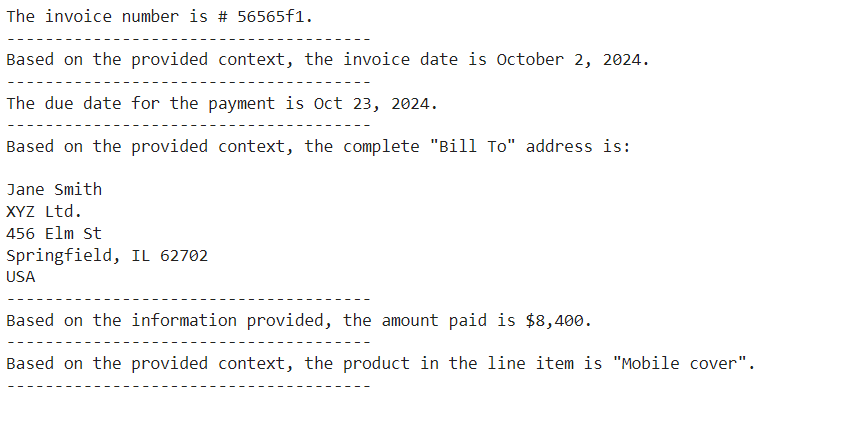 The invoice number is # 56565f1.
--------------------------------------
Based on the provided context, the invoice date is October 2, 2024.
--------------------------------------
The due date for the payment is Oct 23, 2024.
--------------------------------------
Based on the provided context, the complete "Bill To" address is:

Jane Smith
XYZ Ltd.
456 Elm St
Springfield, IL 62702
USA
--------------------------------------
Based on the information provided, the amount paid is $8,400.
--------------------------------------
Based on the provided context, the product in the line item is "Mobile cover".
--------------------------------------